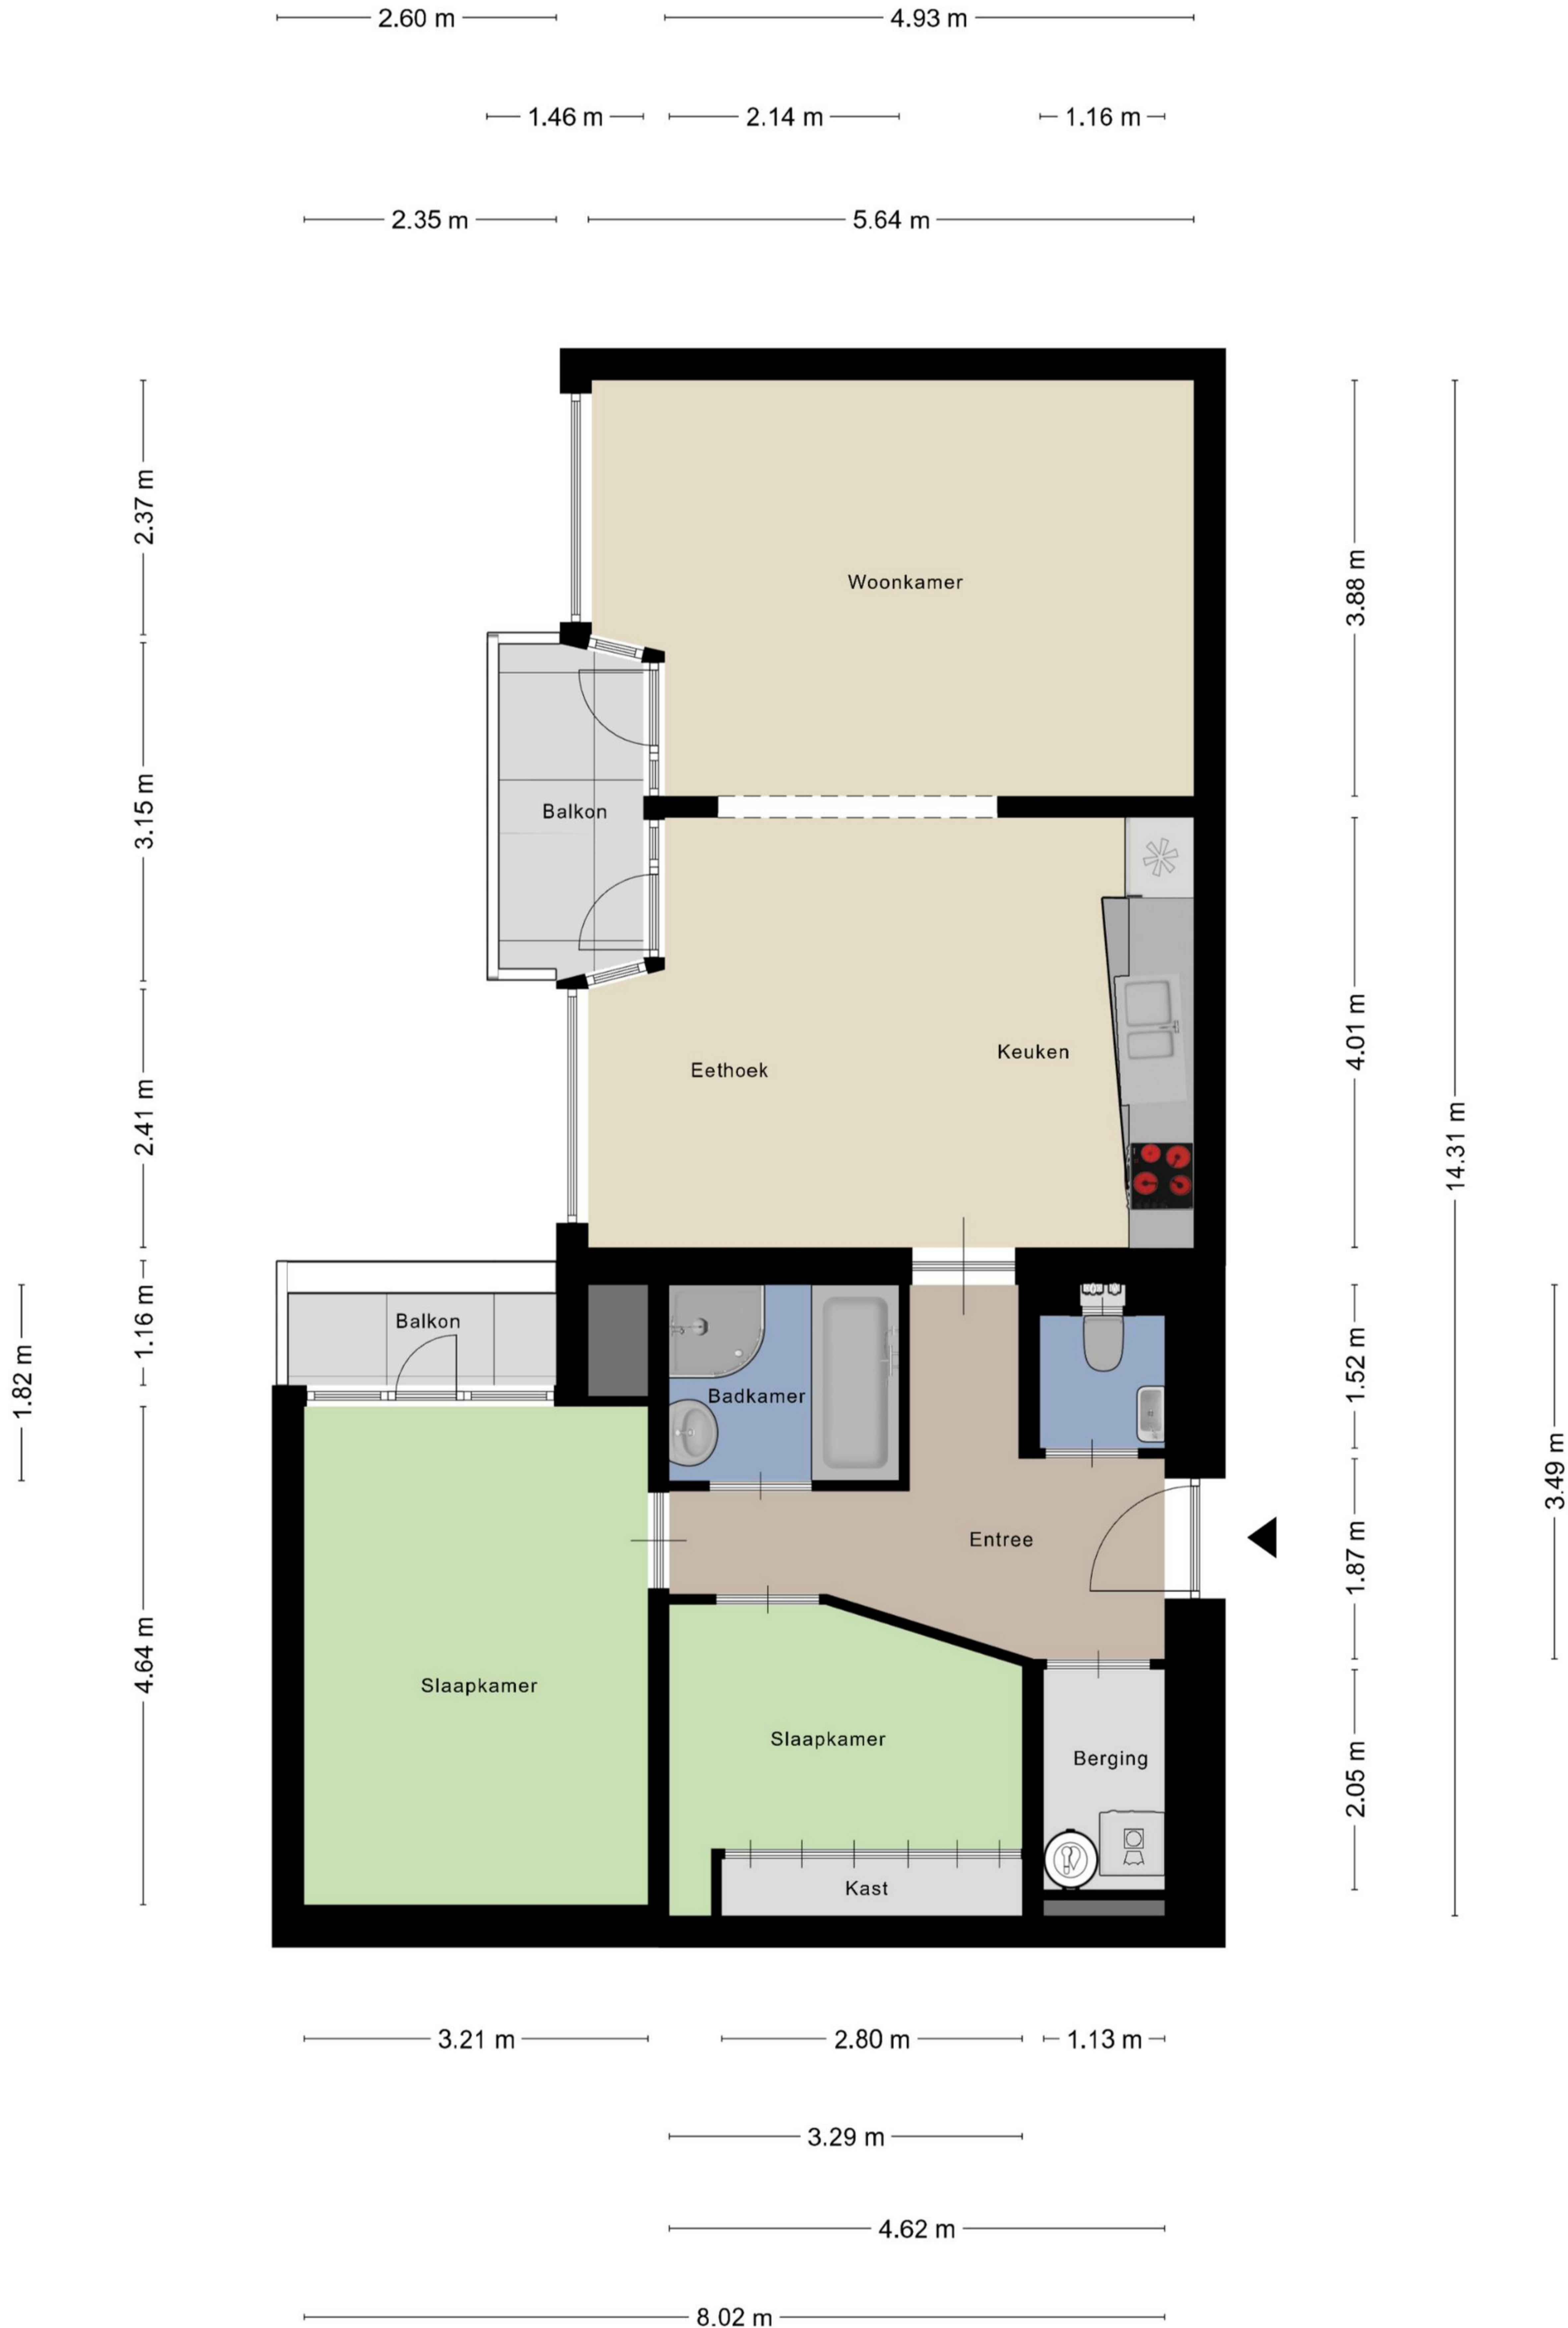 2.60 m
4.93 m
1.46 m
2.14 m
1.16 m
2.35 m
5.64 m
2.37 m
3.88 m
Woonkamer
3.15 m
Balkon
4.01 m
Keuken
Eethoek
2.41 m
14.31 m
1.16 m
Balkon
1.82 m
1.52 m
Badkamer
3.49 m
Entree
1.87 m
4.64 m
Slaapkamer
Slaapkamer
Berging
2.05 m
Kast
3.21 m
2.80 m
1.13 m
3.29 m
4.62 m
8.02 m